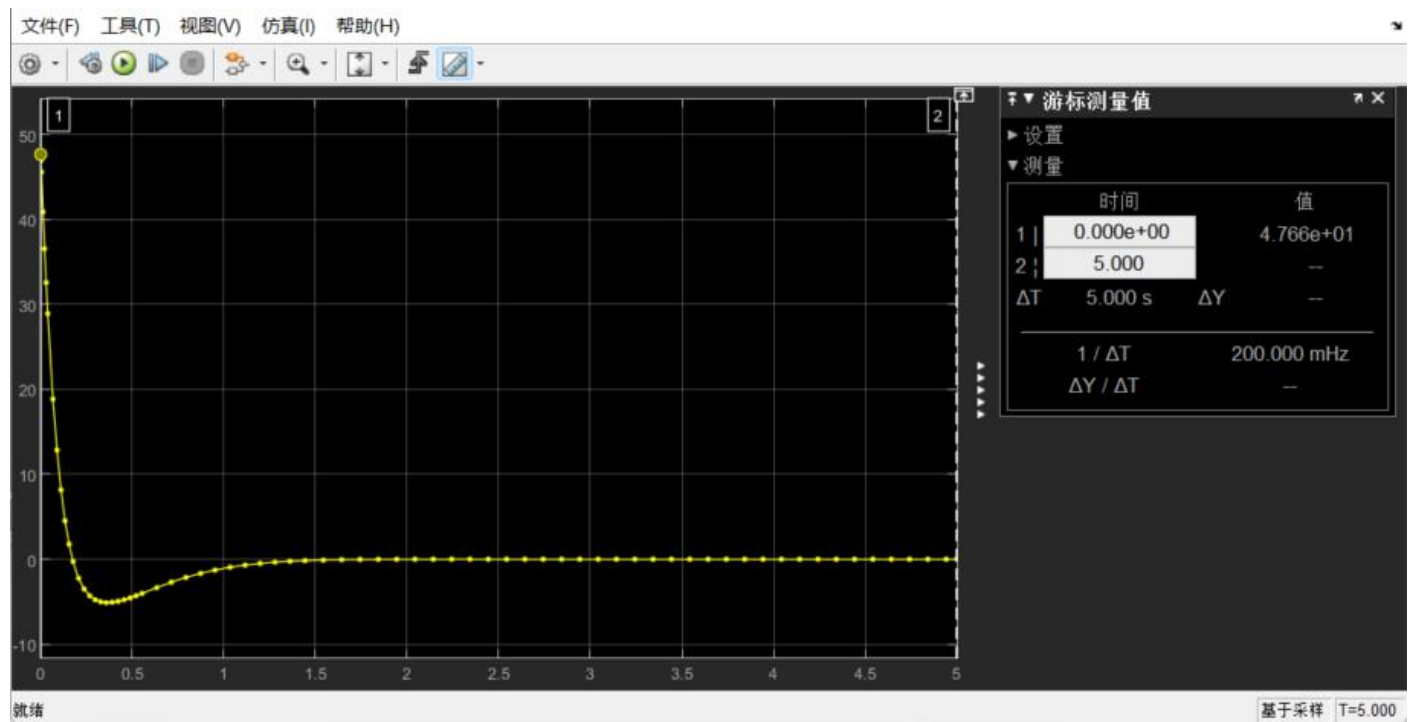 文件(F) 工具(T) 视图(V) 仿真(I) 帮助(H)
1
2
50
40
30
20
10
0
-10
0 0.5 1 1.5 2 2.5 3 3.5 4 4.5 5
游标测量值
设置
测量
时间 值
1 | 0.000e+00 4.766e+01
2 ¦ 5.000 --
ΔT 5.000 s ΔY --
1 / ΔT 200.000 mHz
ΔY / ΔT --
就绪 基于采样 T=5.000